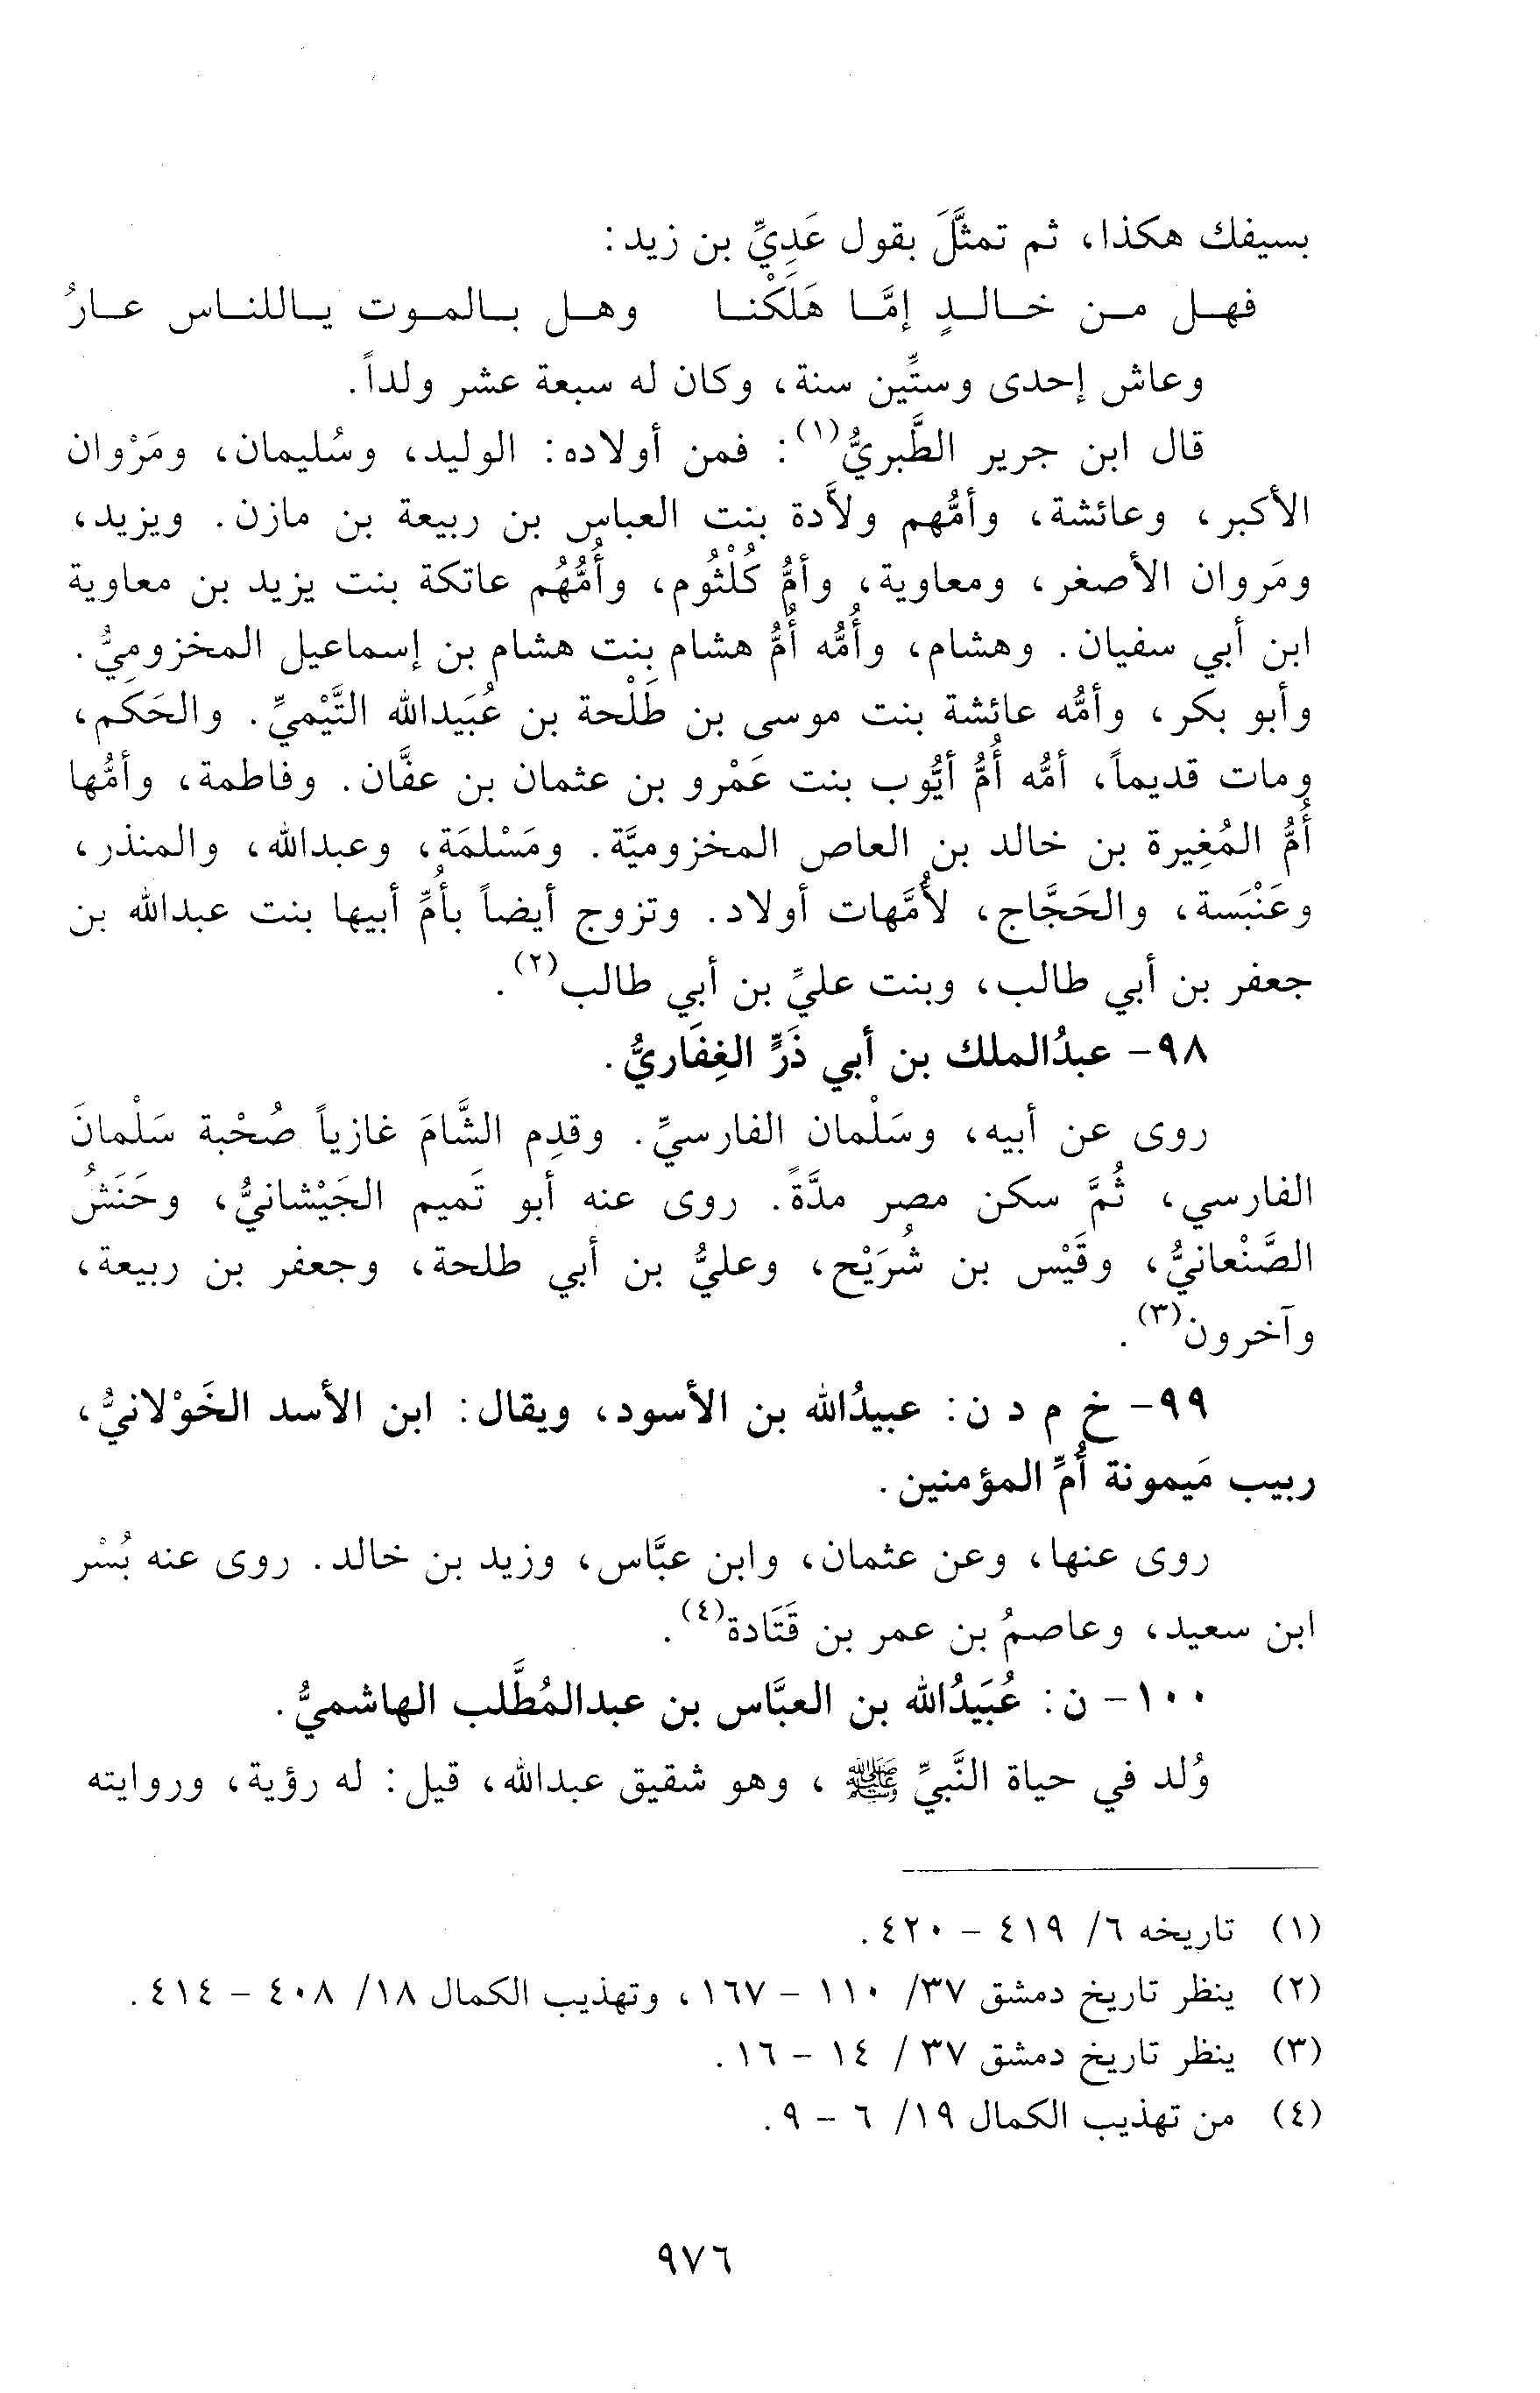 بسيفك هكذا، ثم تمثَّلَ بقول عَدِيِّ بن زيد:
فهل من خالدٍ إمَّا هَلَكْنا وهل بالموت ياللناس عارُ
وعاش إحدى وستِّين سنة، وكان له سبعة عشر ولداً.
قال ابن جرير الطَّبريُّ(١): فمن أولاده: الوليد، وسُليمان، ومَرْوان
الأكبر، وعائشة، وأمُّهم ولاَّدة بنت العباس بن ربيعة بن مازن. ويزيد،
ومَروان الأصغر، ومعاوية، وأمُّ كُلْثُوم، وأُمُّهُم عاتكة بنت يزيد بن معاوية
ابن أبي سفيان. وهشام، وأُمُّه أُمُّ هشام بنت هشام بن إسماعيل المخزوميُّ.
وأبو بكر، وأمُّه عائشة بنت موسى بن طَلْحة بن عُبَيدالله التَّيْميِّ. والحَكَم،
ومات قديماً، أمُّه أُمُّ أيُّوب بنت عَمْرو بن عثمان بن عفَّان. وفاطمة، وأمُّها
أُمُّ المُغِيرة بن خالد بن العاص المخزوميَّة. ومَسْلمَة، وعبدالله، والمنذر،
وعَنْبَسة، والحَجَّاج، لأُمَّهات أولاد. وتزوج أيضاً بأُمِّ أبيها بنت عبدالله بن
جعفر بن أبي طالب، وبنت عليِّ بن أبي طالب(٢).
٩٨- عبدُالملك بن أبي ذَرٍّ الغِفَاريُّ.
روى عن أبيه، وسَلْمان الفارسيِّ. وقدِم الشَّامَ غازياً صُحْبة سَلْمانَ
الفارسي، ثُمَّ سكن مصر مدَّةً. روى عنه أبو تَميم الجَيْشانيُّ، وحَنَشُ
الصَّنْعانيُّ، وقَيْس بن شُرَيْح، وعليُّ بن أبي طلحة، وجعفر بن ربيعة،
وآخرون(٣).
٩٩- خ م د ن: عبيدُالله بن الأسود، ويقال: ابن الأسد الخَوْلانيُّ،
ربيب مَيمونة أُمِّ المؤمنين.
روى عنها، وعن عثمان، وابن عبَّاس، وزيد بن خالد. روى عنه بُسْر
ابن سعيد، وعاصمُ بن عمر بن قَتَادة(٤).
١٠٠- ن: عُبَيدُالله بن العبَّاس بن عبدالمُطَّلب الهاشميُّ.
وُلد في حياة النَّبيِّ ﷺ، وهو شقيق عبدالله، قيل: له رؤية، وروايته
(١) تاريخه ٦/ ٤١٩ - ٤٢٠.
(٢) ينظر تاريخ دمشق ٣٧/ ١١٠ - ١٦٧، وتهذيب الكمال ١٨/ ٤٠٨ - ٤١٤.
(٣) ينظر تاريخ دمشق ٣٧ / ١٤ - ١٦.
(٤) من تهذيب الكمال ١٩/ ٦ - ٩.
٩٧٦